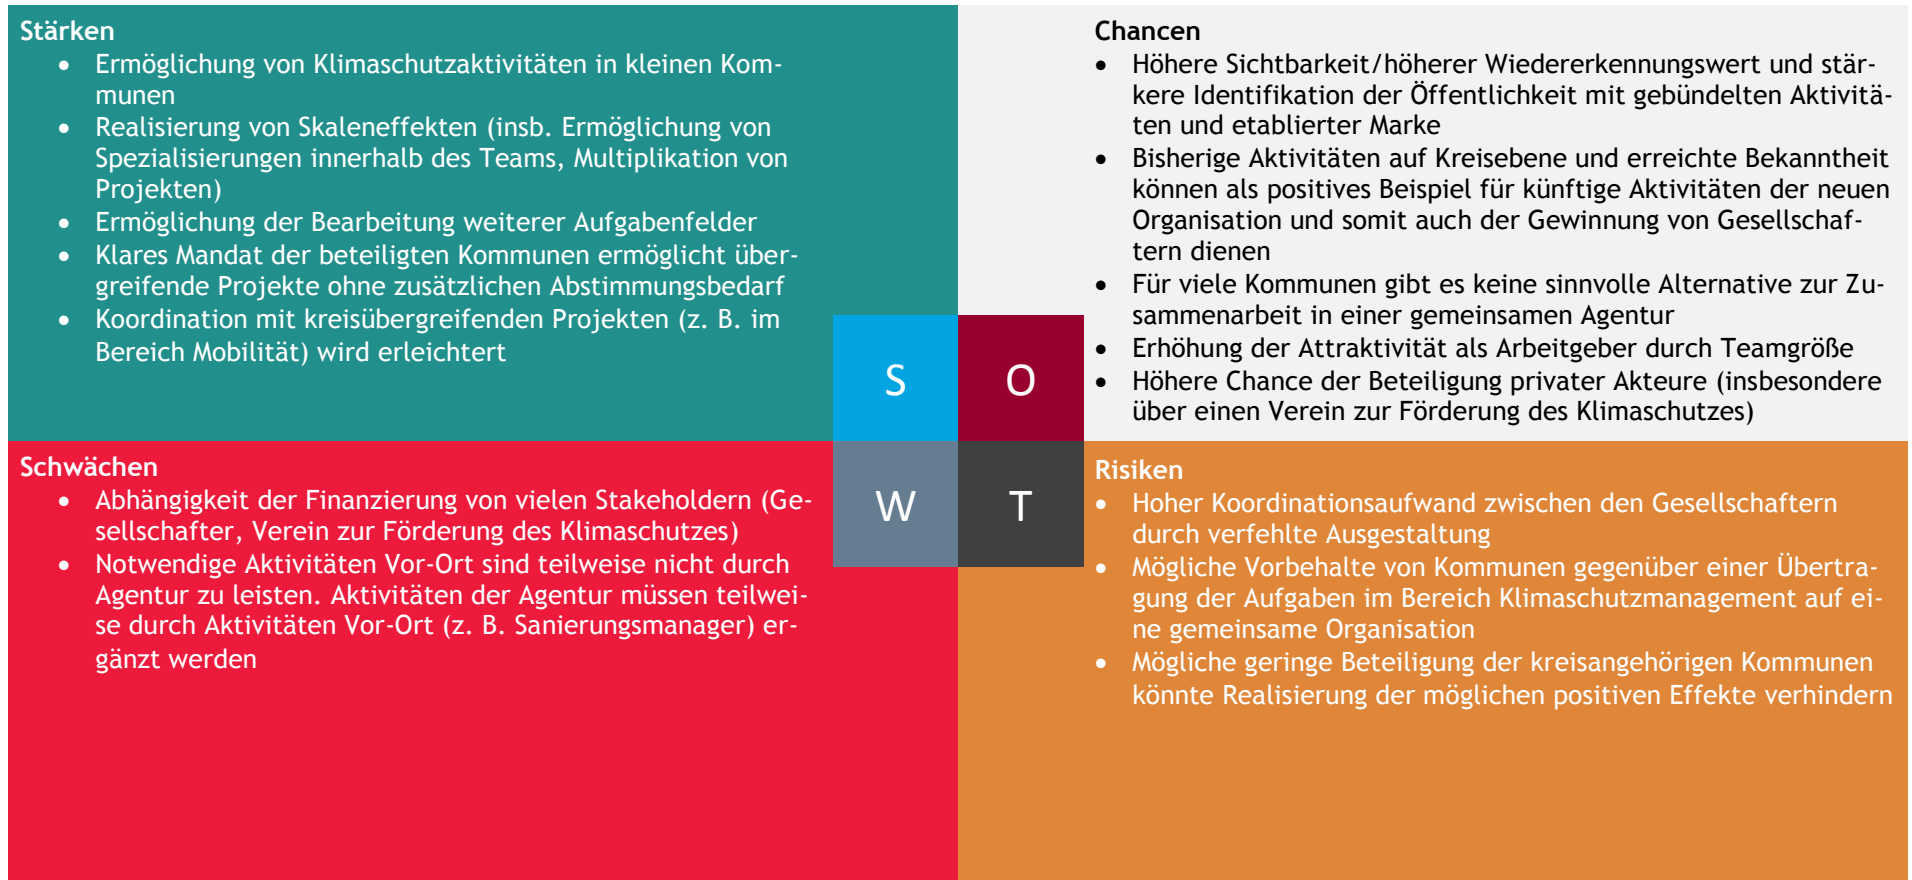 Stärken
• Ermöglichung von Klimaschutzaktivitäten in kleinen Kom-
munen
• Realisierung von Skaleneffekten (insb. Ermöglichung von
Spezialisierungen innerhalb des Teams, Multiplikation von
Projekten)
• Ermöglichung der Bearbeitung weiterer Aufgabenfelder
• Klares Mandat der beteiligten Kommunen ermöglicht über-
greifende Projekte ohne zusätzlichen Abstimmungsbedarf
• Koordination mit kreisübergreifenden Projekten (z. B. im
Bereich Mobilität) wird erleichtert
S
O
Chancen
• Höhere Sichtbarkeit/höherer Wiedererkennungswert und stär-
kere Identifikation der Öffentlichkeit mit gebündelten Aktivitä-
ten und etablierter Marke
• Bisherige Aktivitäten auf Kreisebene und erreichte Bekanntheit
können als positives Beispiel für künftige Aktivitäten der neuen
Organisation und somit auch der Gewinnung von Gesellschaf-
tern dienen
• Für viele Kommunen gibt es keine sinnvolle Alternative zur Zu-
sammenarbeit in einer gemeinsamen Agentur
• Erhöhung der Attraktivität als Arbeitgeber durch Teamgröße
• Höhere Chance der Beteiligung privater Akteure (insbesondere
über einen Verein zur Förderung des Klimaschutzes)
Schwächen
• Abhängigkeit der Finanzierung von vielen Stakeholdern (Ge-
sellschafter, Verein zur Förderung des Klimaschutzes)
• Notwendige Aktivitäten Vor-Ort sind teilweise nicht durch
Agentur zu leisten. Aktivitäten der Agentur müssen teilwei-
se durch Aktivitäten Vor-Ort (z. B. Sanierungsmanager) er-
gänzt werden
W
T
Risiken
• Hoher Koordinationsaufwand zwischen den Gesellschaftern
durch verfehlte Ausgestaltung
• Mögliche Vorbehalte von Kommunen gegenüber einer Übertra-
gung der Aufgaben im Bereich Klimaschutzmanagement auf ei-
ne gemeinsame Organisation
• Mögliche geringe Beteiligung der kreisangehörigen Kommunen
könnte Realisierung der möglichen positiven Effekte verhindern